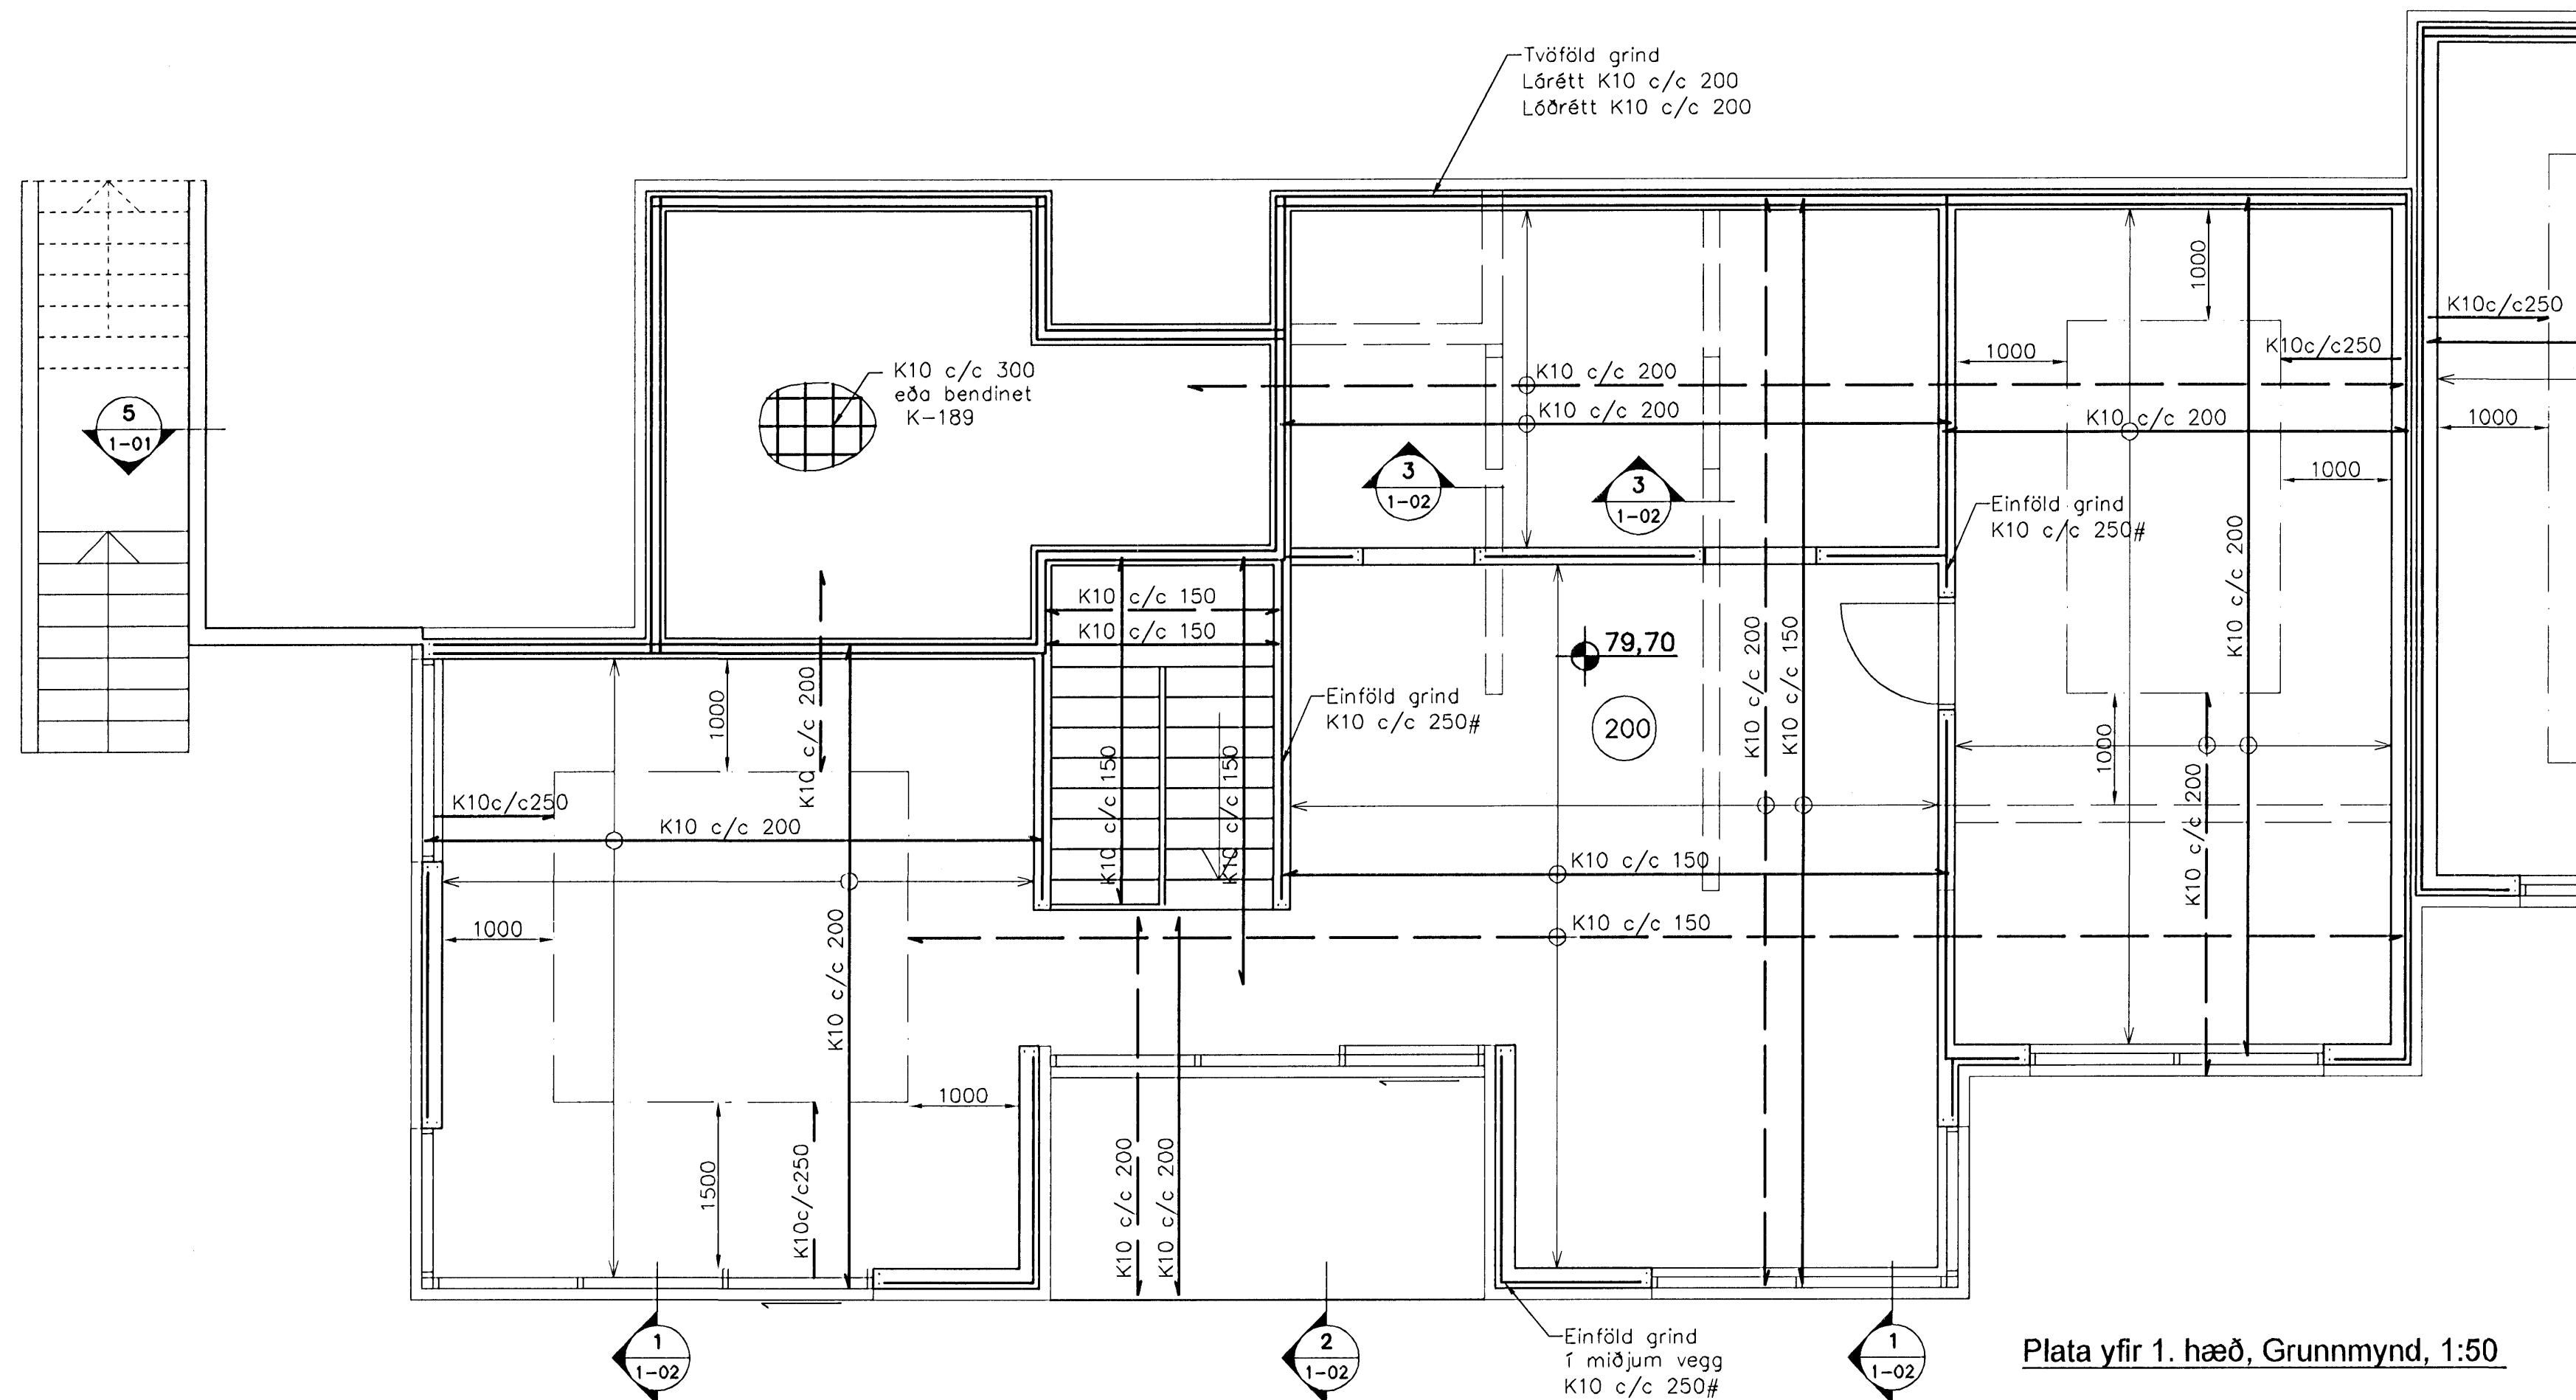 Tvöföld grind
Lárétt K10 c/c 200
Lóðrétt K10 c/c 200
1000
K10c/c250
K10c/c250
1000
K10 c/c 300
eða bendinet
K-189
K10 c/c 200
K10 c/c 200
K10 c/c 200
1000
1000
5
1-01
3
1-02
3
1-02
Einföld grind
K10 c/c 250#
K10 c/c 200
K10 c/c 150
K10 c/c 150
79,70
200
K10 c/c 200
K10 c/c 150
Einföld grind
K10 c/c 250#
1000
K10 c/c 200
K10 c/c 150
K10 c/c 150
1000
K10c/c250
K10 c/c 200
K10 c/c 200
K10 c/c 150
K10 c/c 150
1000
K10 c/c 200
1000
1500
K10c/c250
K10 c/c 200
K10 c/c 200
1
1-02
2
1-02
Einföld grind
í miðjum vegg
K10 c/c 250#
1
1-02
Plata yfir 1. hæð, Grunnmynd, 1:50